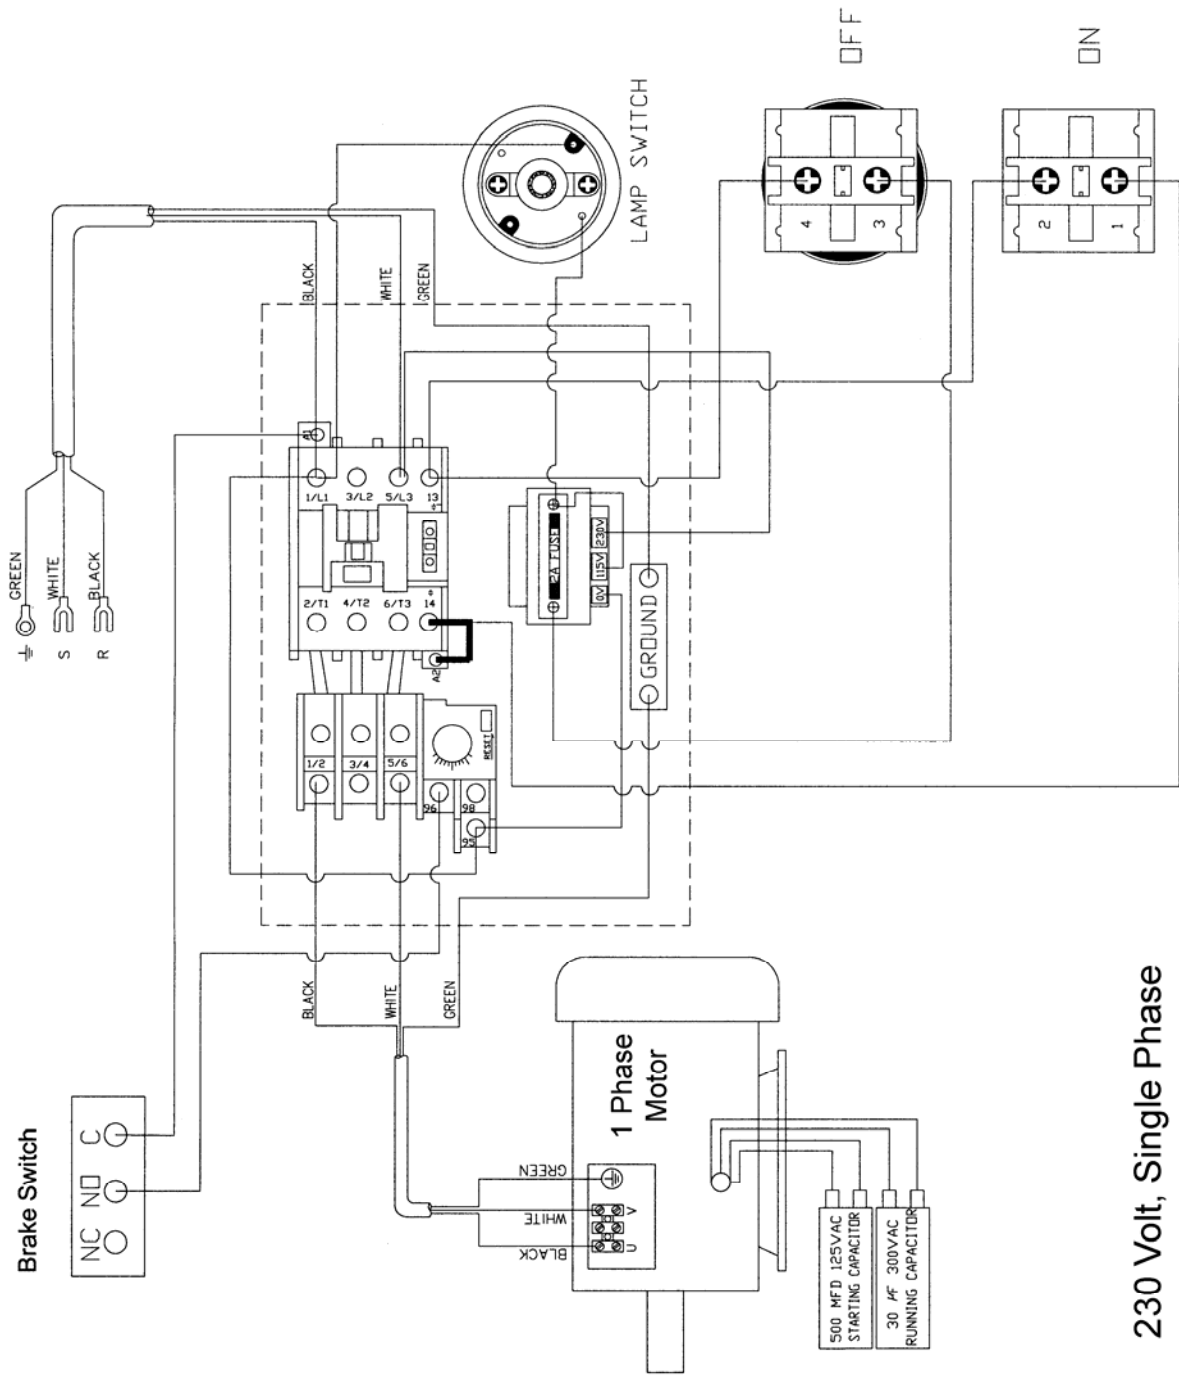 Brake Switch
NC NO C
GREEN
WHITE
BLACK
S
R
BLACK
WHITE
GREEN
LAMP SWITCH
OFF
4
3
ON
2
1
A1
1/L1 3/L2 5/L3 13
2/T1 4/T2 6/T3 14
A2
1/2 3/4 5/6
RESET
96 98
95
2A FUSE
0V 115V 230V
GROUND
BLACK
WHITE
GREEN
1 Phase
Motor
GREEN
WHITE
BLACK
U V
500 MFD 125VAC
STARTING CAPACITOR
30 µF 300VAC
RUNNING CAPACITOR
230 Volt, Single Phase